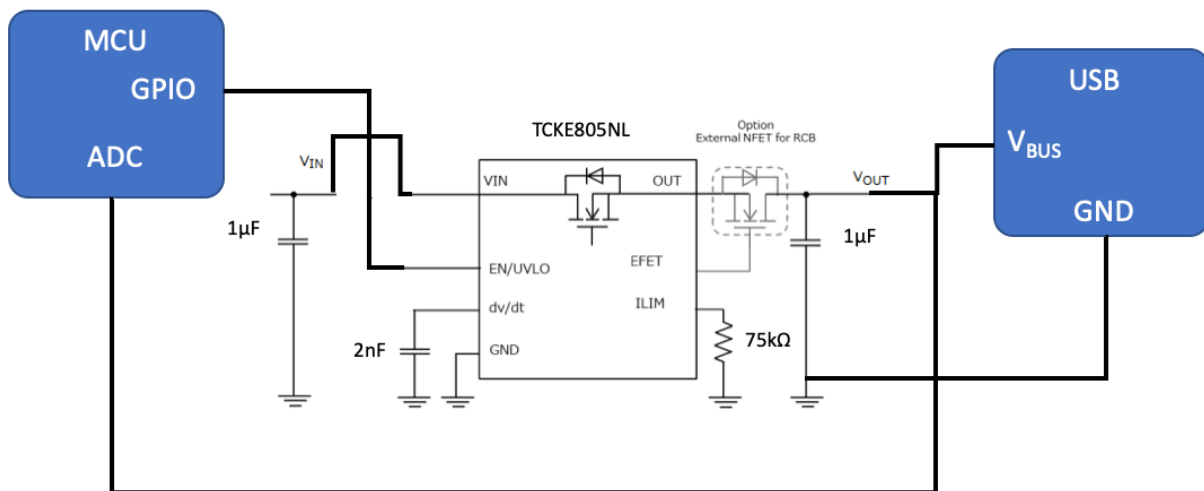 MCU
GPIO
ADC
USB
VBUS
GND
TCKE805NL
Option
External NFET for RCB
VIN
VIN
OUT
VOUT
1µF
1µF
EN/UVLO
EFET
dv/dt
ILIM
2nF
GND
75kΩ